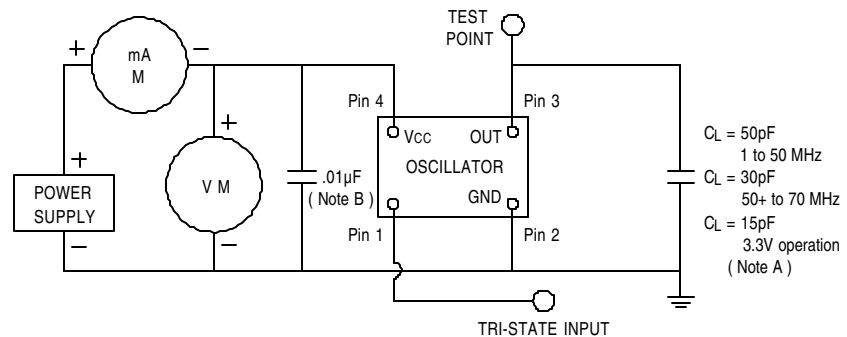 TEST
POINT
+
mA
M
−
Pin 4
Pin 3
+
VCC
OUT
OSCILLATOR
GND
+
POWER
SUPPLY
−
V M
−
.01µF
( Note B )
Pin 1
Pin 2
CL = 50pF
1 to 50 MHz
CL = 30pF
50+ to 70 MHz
CL = 15pF
3.3V operation
( Note A )
TRI-STATE INPUT